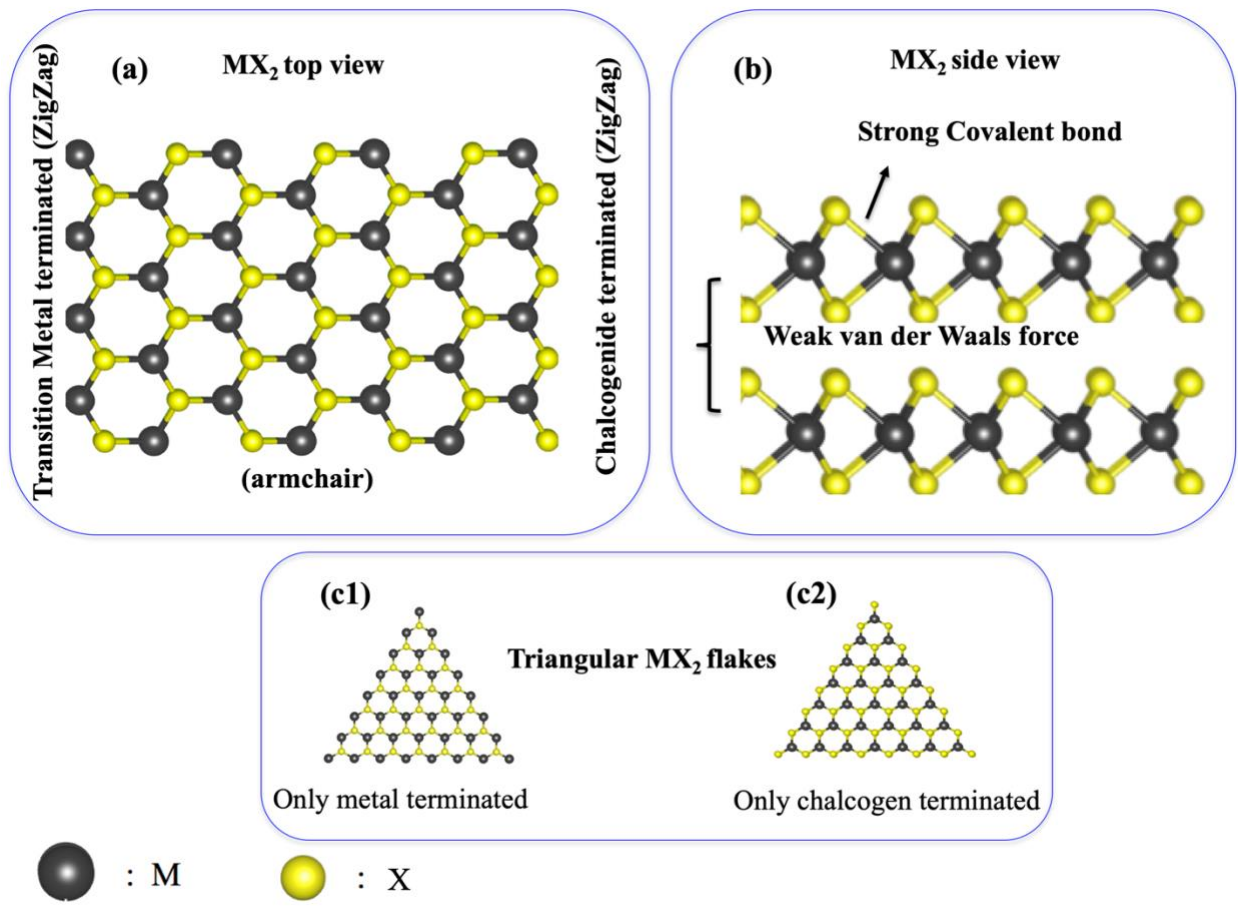 Transition Metal terminated (ZigZag)
(a)
MX₂ top view
(armchair)
Chalcogenide terminated (ZigZag)
(b)
MX₂ side view
Strong Covalent bond
Weak van der Waals force
(c1)
(c2)
Triangular MX₂ flakes
Only metal terminated
Only chalcogen terminated
: M
: X